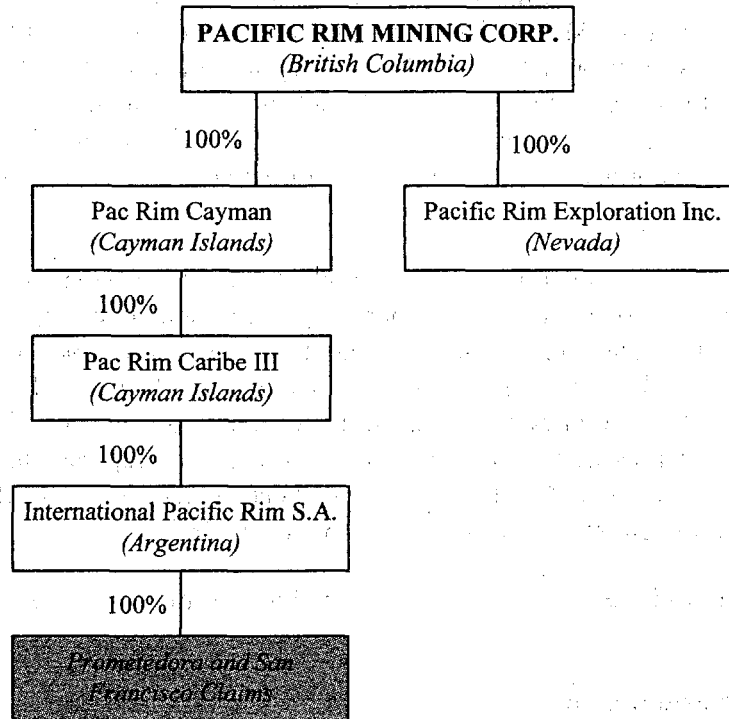 PACIFIC RIM MINING CORP.
(British Columbia)
100%
100%
Pac Rim Cayman
(Cayman Islands)
Pacific Rim Exploration Inc.
(Nevada)
100%
Pac Rim Caribe III
(Cayman Islands)
100%
International Pacific Rim S.A.
(Argentina)
100%
Prometedora and San
Francisco Claims